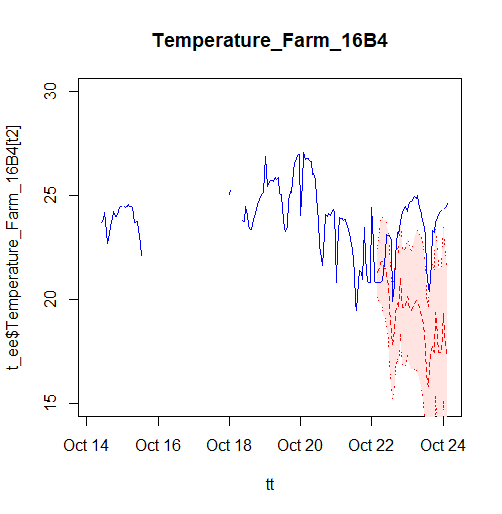 Temperature_Farm_16B4
t_ee$Temperature_Farm_16B4[t2]
30
25
20
15
Oct 14 Oct 16 Oct 18 Oct 20 Oct 22 Oct 24
tt